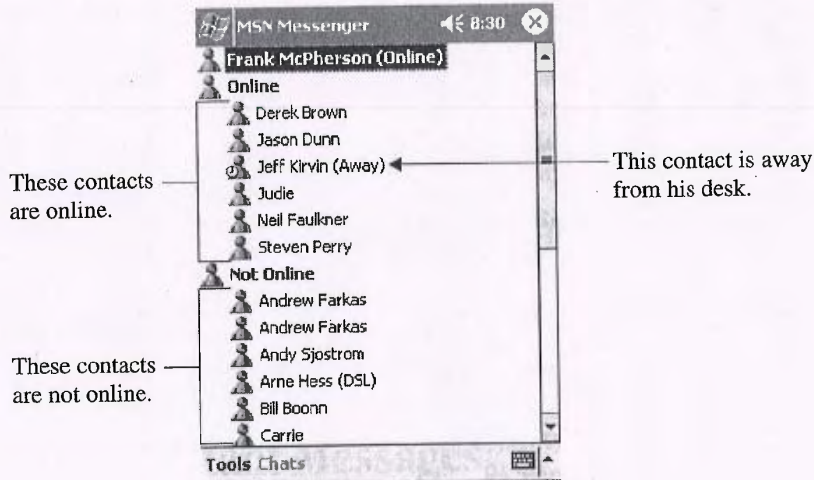 MSN Messenger 8:30
Frank McPherson (Online)
Online
Derek Brown
Jason Dunn
Jeff Kirvin (Away)
Judie
Neil Faulkner
Steven Perry
Not Online
Andrew Farkas
Andrew Farkas
Andy Sjostrom
Arne Hess (DSL)
Bill Boonn
Carrie
Tools Chats
These contacts
are online.
This contact is away
from his desk.
These contacts
are not online.